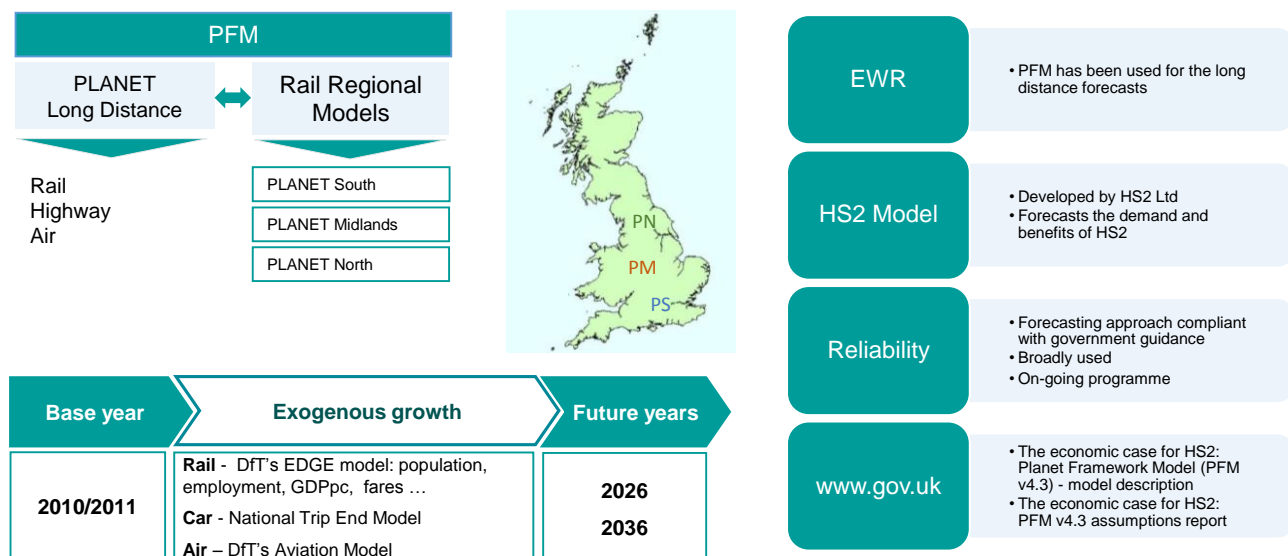 PFM
PLANET
Long Distance
Rail Regional
Models
Rail
Highway
Air
PLANET South
PLANET Midlands
PLANET North
PN
PM
PS
Base year
Exogenous growth
Future years
2010/2011
Rail - DfT's EDGE model: population,
employment, GDPpc, fares …
Car - National Trip End Model
Air – DfT's Aviation Model
2026
2036
EWR
• PFM has been used for the long
distance forecasts
HS2 Model
• Developed by HS2 Ltd
• Forecasts the demand and
benefits of HS2
Reliability
• Forecasting approach compliant
with government guidance
• Broadly used
• On-going programme
www.gov.uk
• The economic case for HS2:
Planet Framework Model (PFM
v4.3) - model description
• The economic case for HS2:
PFM v4.3 assumptions report